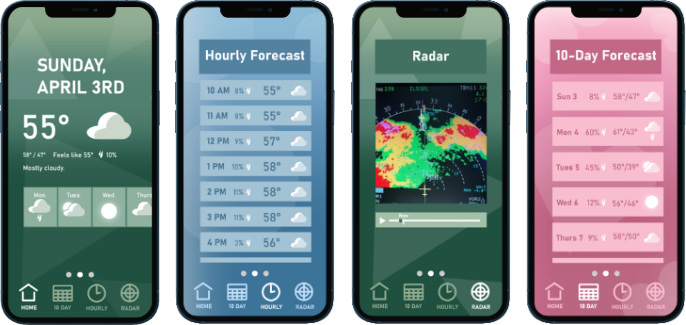 SUNDAY,
APRIL 3RD
55°
58° / 47° Feels like 55° 10%
Mostly cloudy.
Mon. Tues. Wed. Thurs
HOME 10 DAY HOURLY RADAR
Hourly Forecast
10 AM 8% 55°
11 AM 8% 55°
12 PM 9% 57°
1 PM 10% 58°
2 PM 11% 58°
3 PM 11% 58°
4 PM 3% 56°
HOME 10 DAY HOURLY RADAR
Radar
Now
HOME 10 DAY HOURLY RADAR
10-Day Forecast
Sun 3 8% 58°/47°
Mon 4 60% 61°/43°
Tues 5 45% 50°/39°
Wed 6 12% 56°/46°
Thurs 7 9% 58°/50°
HOME 10 DAY HOURLY RADAR